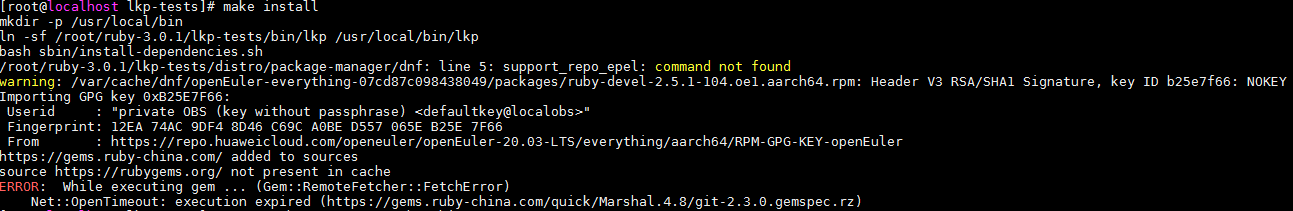 [root@localhost lkp-tests]# make install
mkdir -p /usr/local/bin
ln -sf /root/ruby-3.0.1/lkp-tests/bin/lkp /usr/local/bin/lkp
bash sbin/install-dependencies.sh
/root/ruby-3.0.1/lkp-tests/distro/package-manager/dnf: line 5: support_repo_epel: command not found
warning: /var/cache/dnf/openEuler-everything-07cd87c098438049/packages/ruby-devel-2.5.1-104.oe1.aarch64.rpm: Header V3 RSA/SHA1 Signature, key ID b25e7f66: NOKEY
Importing GPG key 0xB25E7F66:
 Userid     : "private OBS (key without passphrase) <defaultkey@localobs>"
 Fingerprint: 12EA 74AC 9DF4 8D46 C69C A0BE D557 065E B25E 7F66
 From       : https://repo.huaweicloud.com/openeuler/openEuler-20.03-LTS/everything/aarch64/RPM-GPG-KEY-openEuler
https://gems.ruby-china.com/ added to sources
source https://rubygems.org/ not present in cache
ERROR:  While executing gem ... (Gem::RemoteFetcher::FetchError)
    Net::OpenTimeout: execution expired (https://gems.ruby-china.com/quick/Marshal.4.8/git-2.3.0.gemspec.rz)